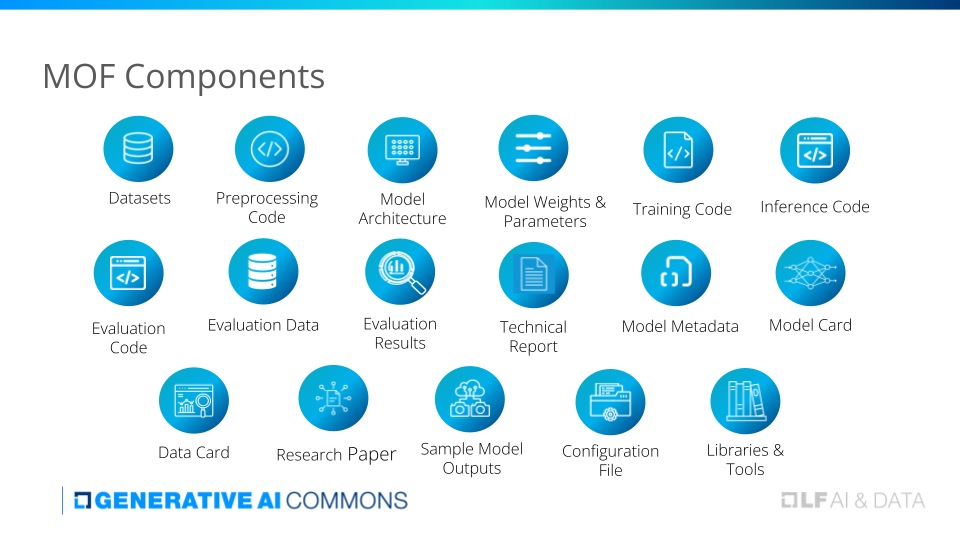 MOF Components
Datasets
Preprocessing
Code
Model
Architecture
Model Weights &
Parameters
Training Code
Inference Code
Evaluation
Code
Evaluation Data
Evaluation
Results
Technical
Report
Model Metadata
Model Card
Data Card
Research Paper
Sample Model
Outputs
Configuration
File
Libraries &
Tools
GENERATIVE AI COMMONS
LF AI & DATA